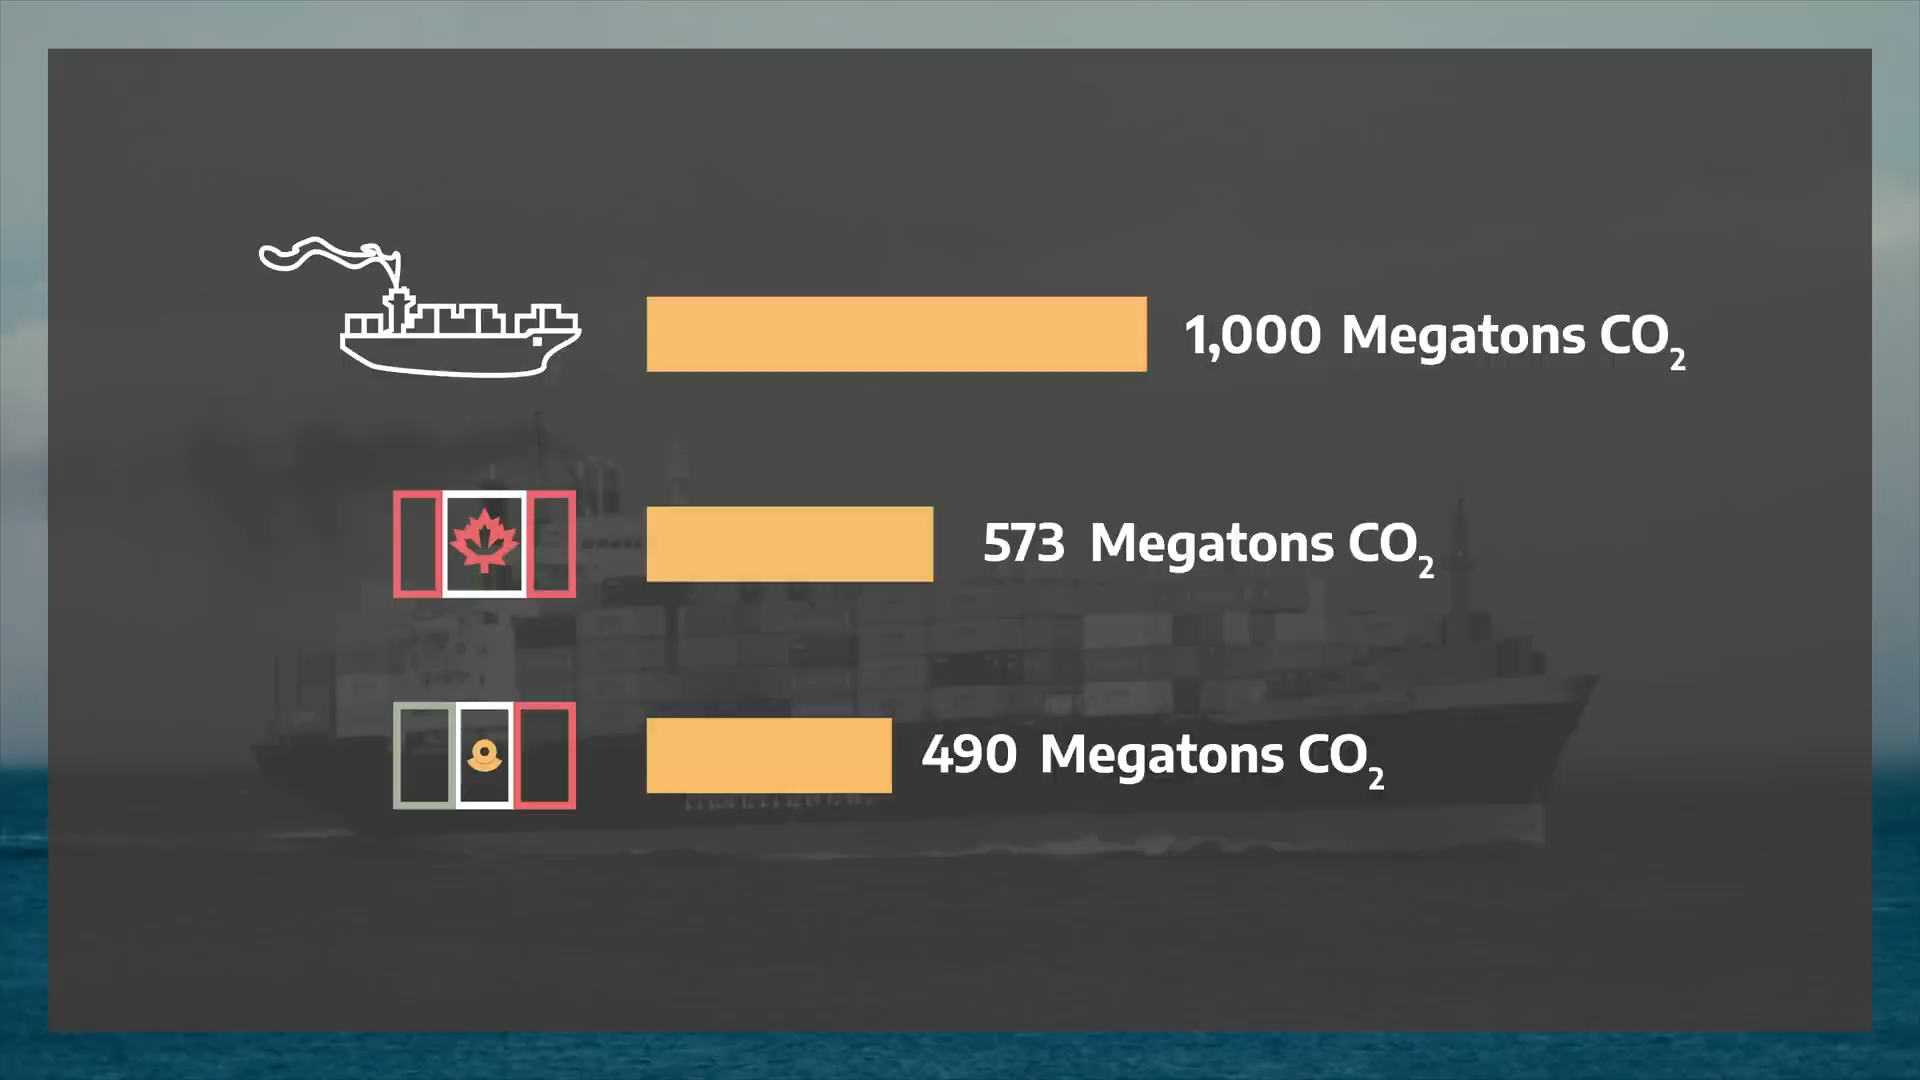 1,000 Megatons CO₂
573 Megatons CO₂
490 Megatons CO₂